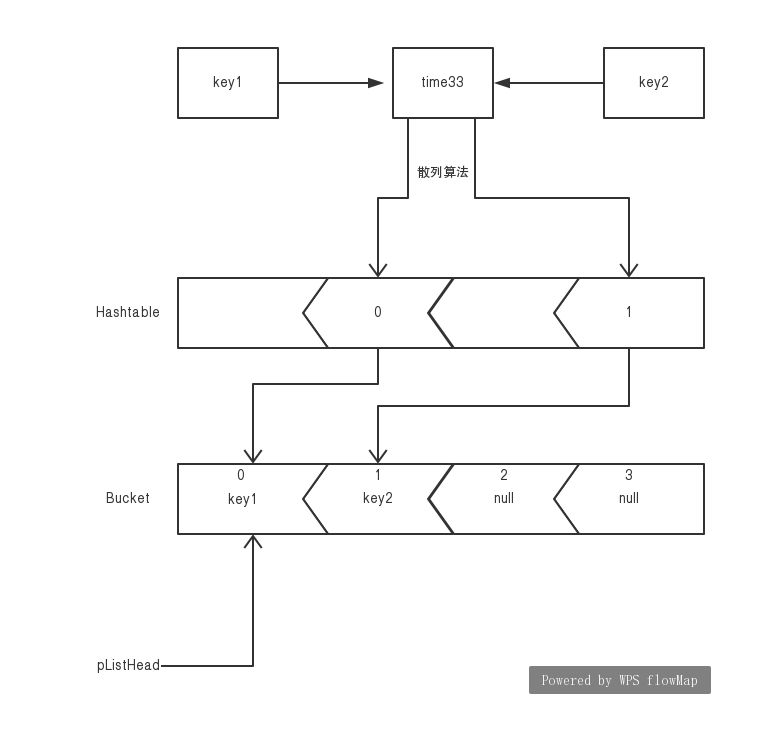 key1
time33
key2
散列算法
Hashtable
0
1
Bucket
0
1
2
3
key1
key2
null
null
pListHead
Powered by WPS flowMap